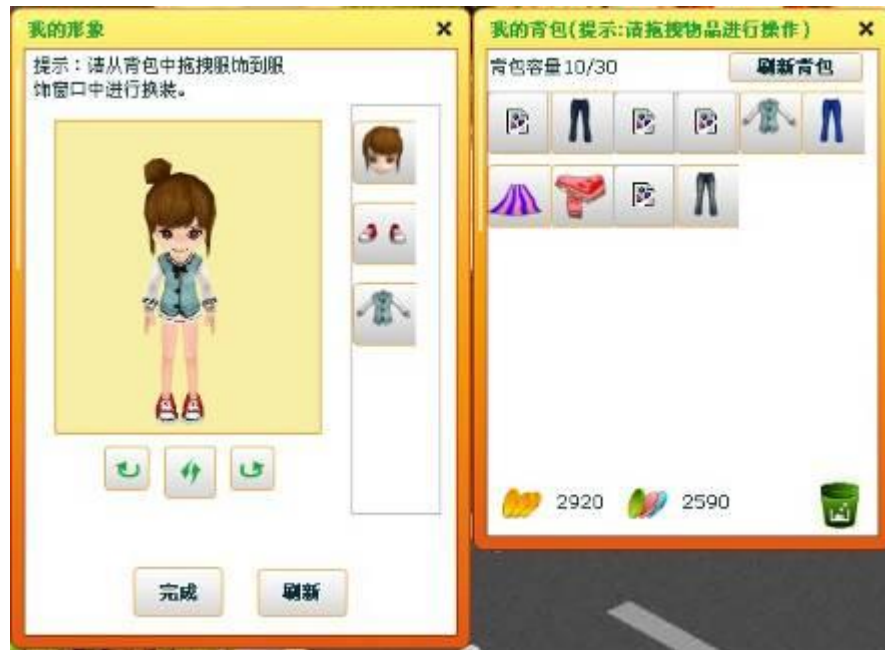 我的形象
提示：请从背包中拖拽服饰到服
饰窗口中进行换装。
完成
刷新
我的背包(提示:请拖拽物品进行操作)
背包容量10/30
刷新背包
2920
2590